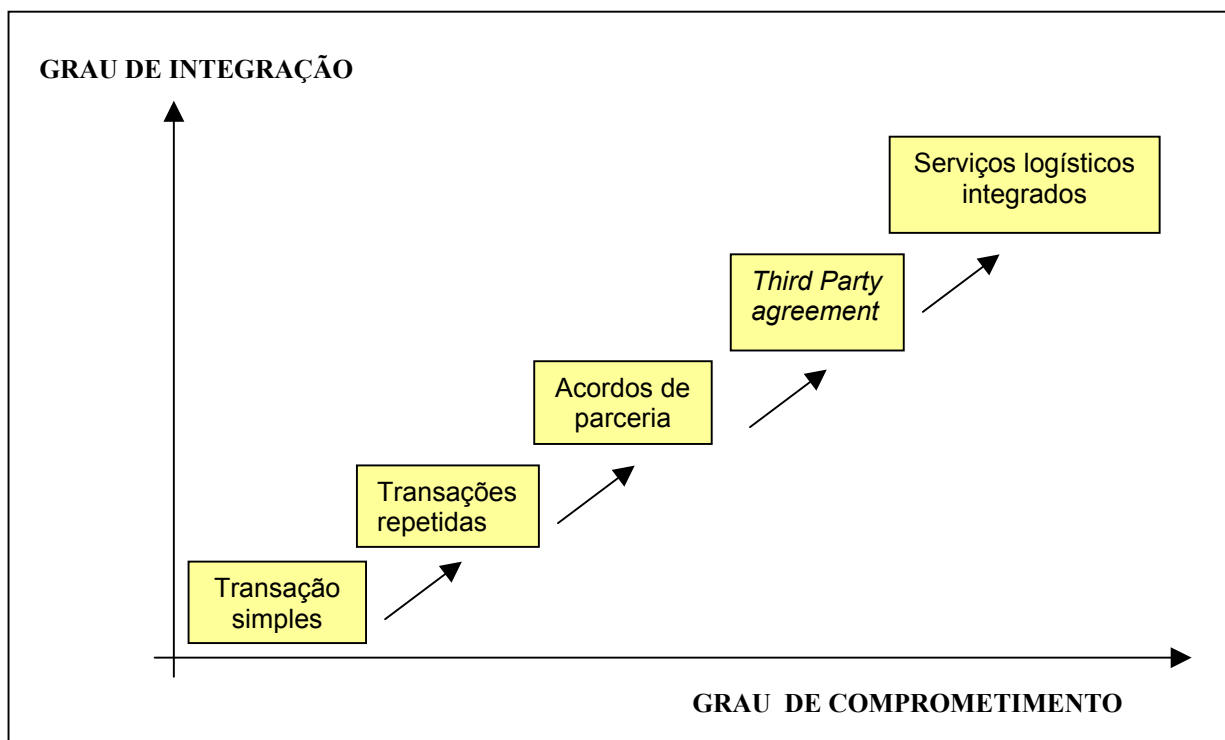 GRAU DE INTEGRAÇÃO
Serviços logísticos
integrados
Third Party
agreement
Acordos de
parceria
Transações
repetidas
Transação
simples
GRAU DE COMPROMETIMENTO